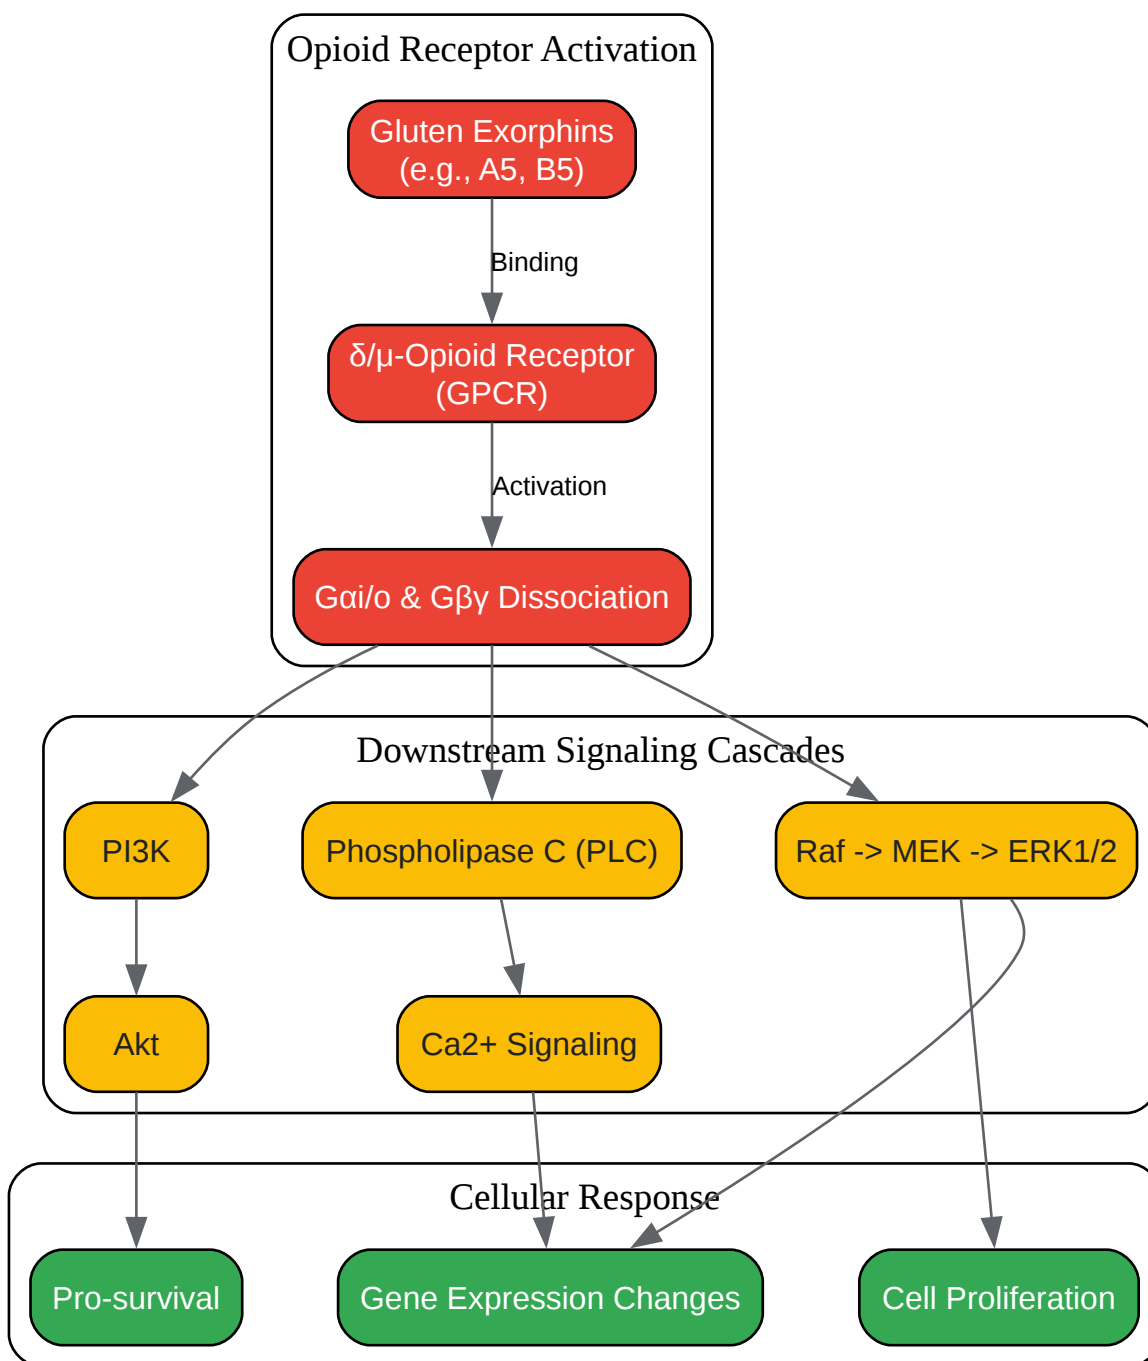 Opioid Receptor Activation
Gluten Exorphins
(e.g., A5, B5)
Binding
δ/μ-Opioid Receptor
(GPCR)
Activation
Gαi/o & Gβγ Dissociation
Downstream Signaling Cascades
PI3K
Phospholipase C (PLC)
Raf -> MEK -> ERK1/2
Akt
Ca2+ Signaling
Cellular Response
Pro-survival
Gene Expression Changes
Cell Proliferation